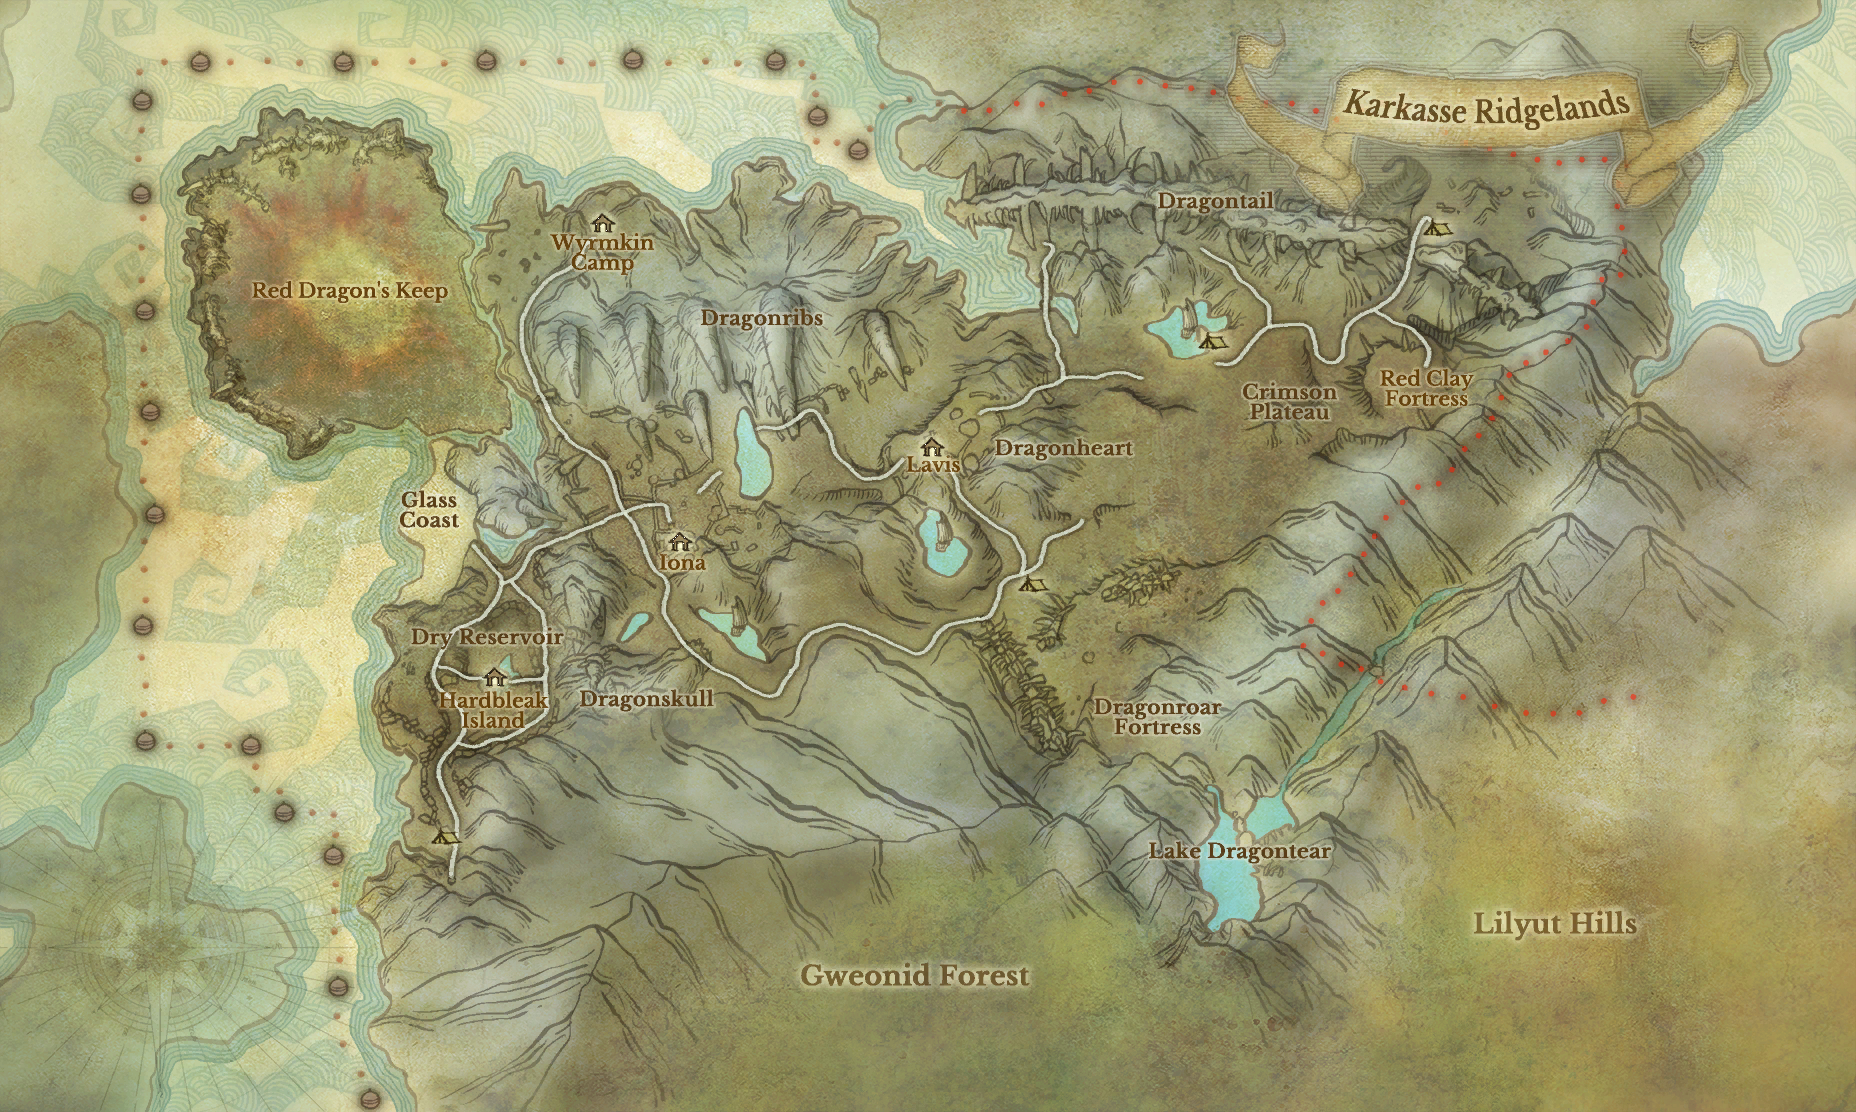 Karkasse Ridgelands
Dragontail
Wyrmkin
Camp
Red Dragon's Keep
Dragonribs
Crimson
Plateau
Red Clay
Fortress
Dragonheart
Lavis
Glass
Coast
Iona
Dry Reservoir
Hardbleak
Island
Dragonskull
Dragonroar
Fortress
Lake Dragontear
Lilyut Hills
Gweonid Forest